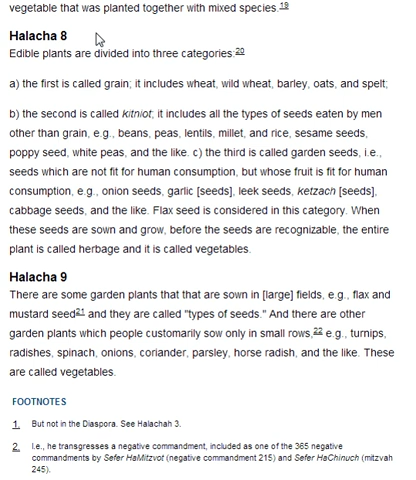 vegetable that was planted together with mixed species.19
Halacha 8
Edible plants are divided into three categories:20
a) the first is called grain; it includes wheat, wild wheat, barley, oats, and spelt;
b) the second is called kitniot; it includes all the types of seeds eaten by men
other than grain, e.g., beans, peas, lentils, millet, and rice, sesame seeds,
poppy seed, white peas, and the like. c) the third is called garden seeds, i.e.,
seeds which are not fit for human consumption, but whose fruit is fit for human
consumption, e.g., onion seeds, garlic [seeds], leek seeds, ketzach [seeds],
cabbage seeds, and the like. Flax seed is considered in this category. When
these seeds are sown and grow, before the seeds are recognizable, the entire
plant is called herbage and it is called vegetables.
Halacha 9
There are some garden plants that that are sown in [large] fields, e.g., flax and
mustard seed21 and they are called "types of seeds." And there are other
garden plants which people customarily sow only in small rows,22 e.g., turnips,
radishes, spinach, onions, coriander, parsley, horse radish, and the like. These
are called vegetables.
FOOTNOTES
1. But not in the Diaspora. See Halachah 3.
2. I.e., he transgresses a negative commandment, included as one of the 365 negative
commandments by Sefer HaMitzvot (negative commandment 215) and Sefer HaChinuch (mitzvah
245).